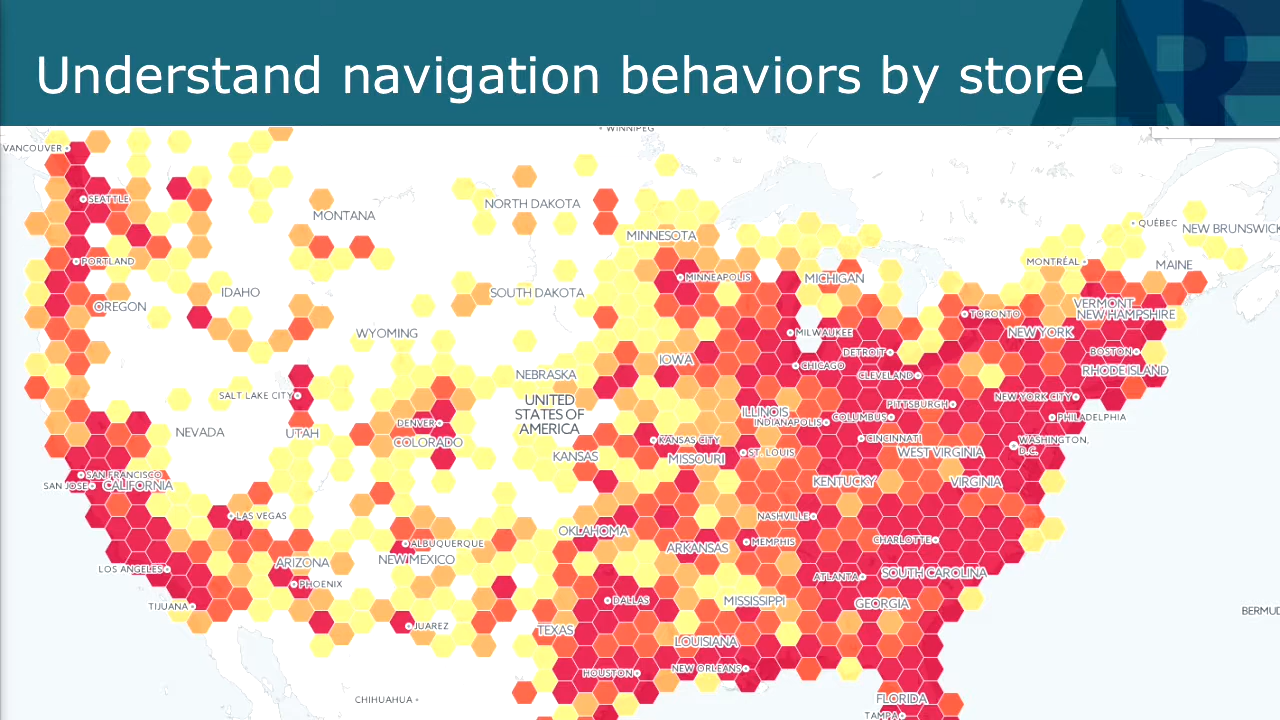 Understand navigation behaviors by store
WINNIPEG
VANCOUVER
SEATTLE
MONTANA
NORTH DAKOTA
MINNESOTA
QUÉBEC
NEW BRUNSWICK
PORTLAND
MONTRÉAL
MAINE
MINNEAPOLIS
MICHIGAN
OREGON
IDAHO
SOUTH DAKOTA
VERMONT
NEW HAMPSHIRE
TORONTO
WYOMING
MILWAUKEE
NEW YORK
DETROIT
BOSTON
IOWA
CHICAGO
CLEVELAND
RHODE ISLAND
NEBRASKA
SALT LAKE CITY
UNITED
STATES OF
AMERICA
NEW YORK CITY
PITTSBURGH
ILLINOIS
INDIANAPOLIS
COLUMBUS
PHILADELPHIA
NEVADA
UTAH
DENVER
COLORADO
KANSAS CITY
CINCINNATI
WASHINGTON,
D.C.
KANSAS
MISSOURI
ST. LOUIS
WEST VIRGINIA
SAN FRANCISCO
SAN JOSE
CALIFORNIA
KENTUCKY
VIRGINIA
LAS VEGAS
NASHVILLE
OKLAHOMA
ALBUQUERQUE
ARKANSAS
MEMPHIS
CHARLOTTE
ARIZONA
NEW MEXICO
LOS ANGELES
PHOENIX
ATLANTA
SOUTH CAROLINA
TIJUANA
DALLAS
MISSISSIPPI
GEORGIA
BERMUD
JUAREZ
TEXAS
LOUISIANA
HOUSTON
NEW ORLEANS
CHIHUAHUA
FLORIDA
TAMPA